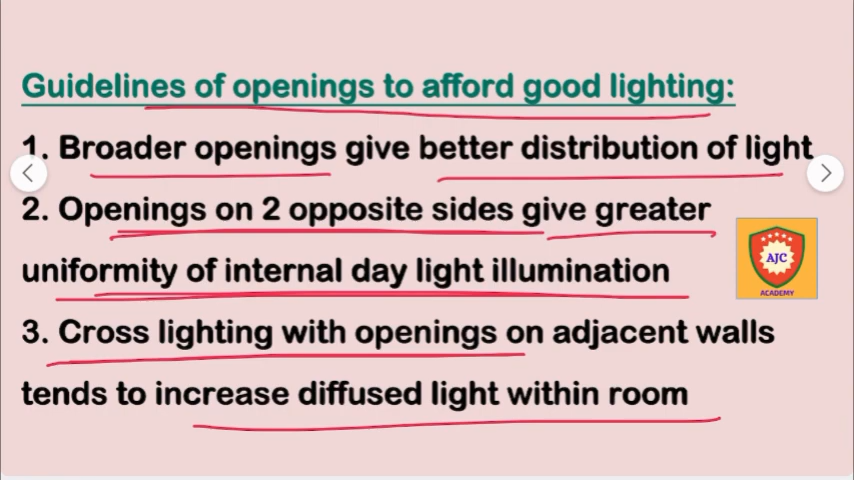 Guidelines of openings to afford good lighting:
1. Broader openings give better distribution of light
2. Openings on 2 opposite sides give greater
uniformity of internal day light illumination
AJC
ACADEMY
3. Cross lighting with openings on adjacent walls
tends to increase diffused light within room